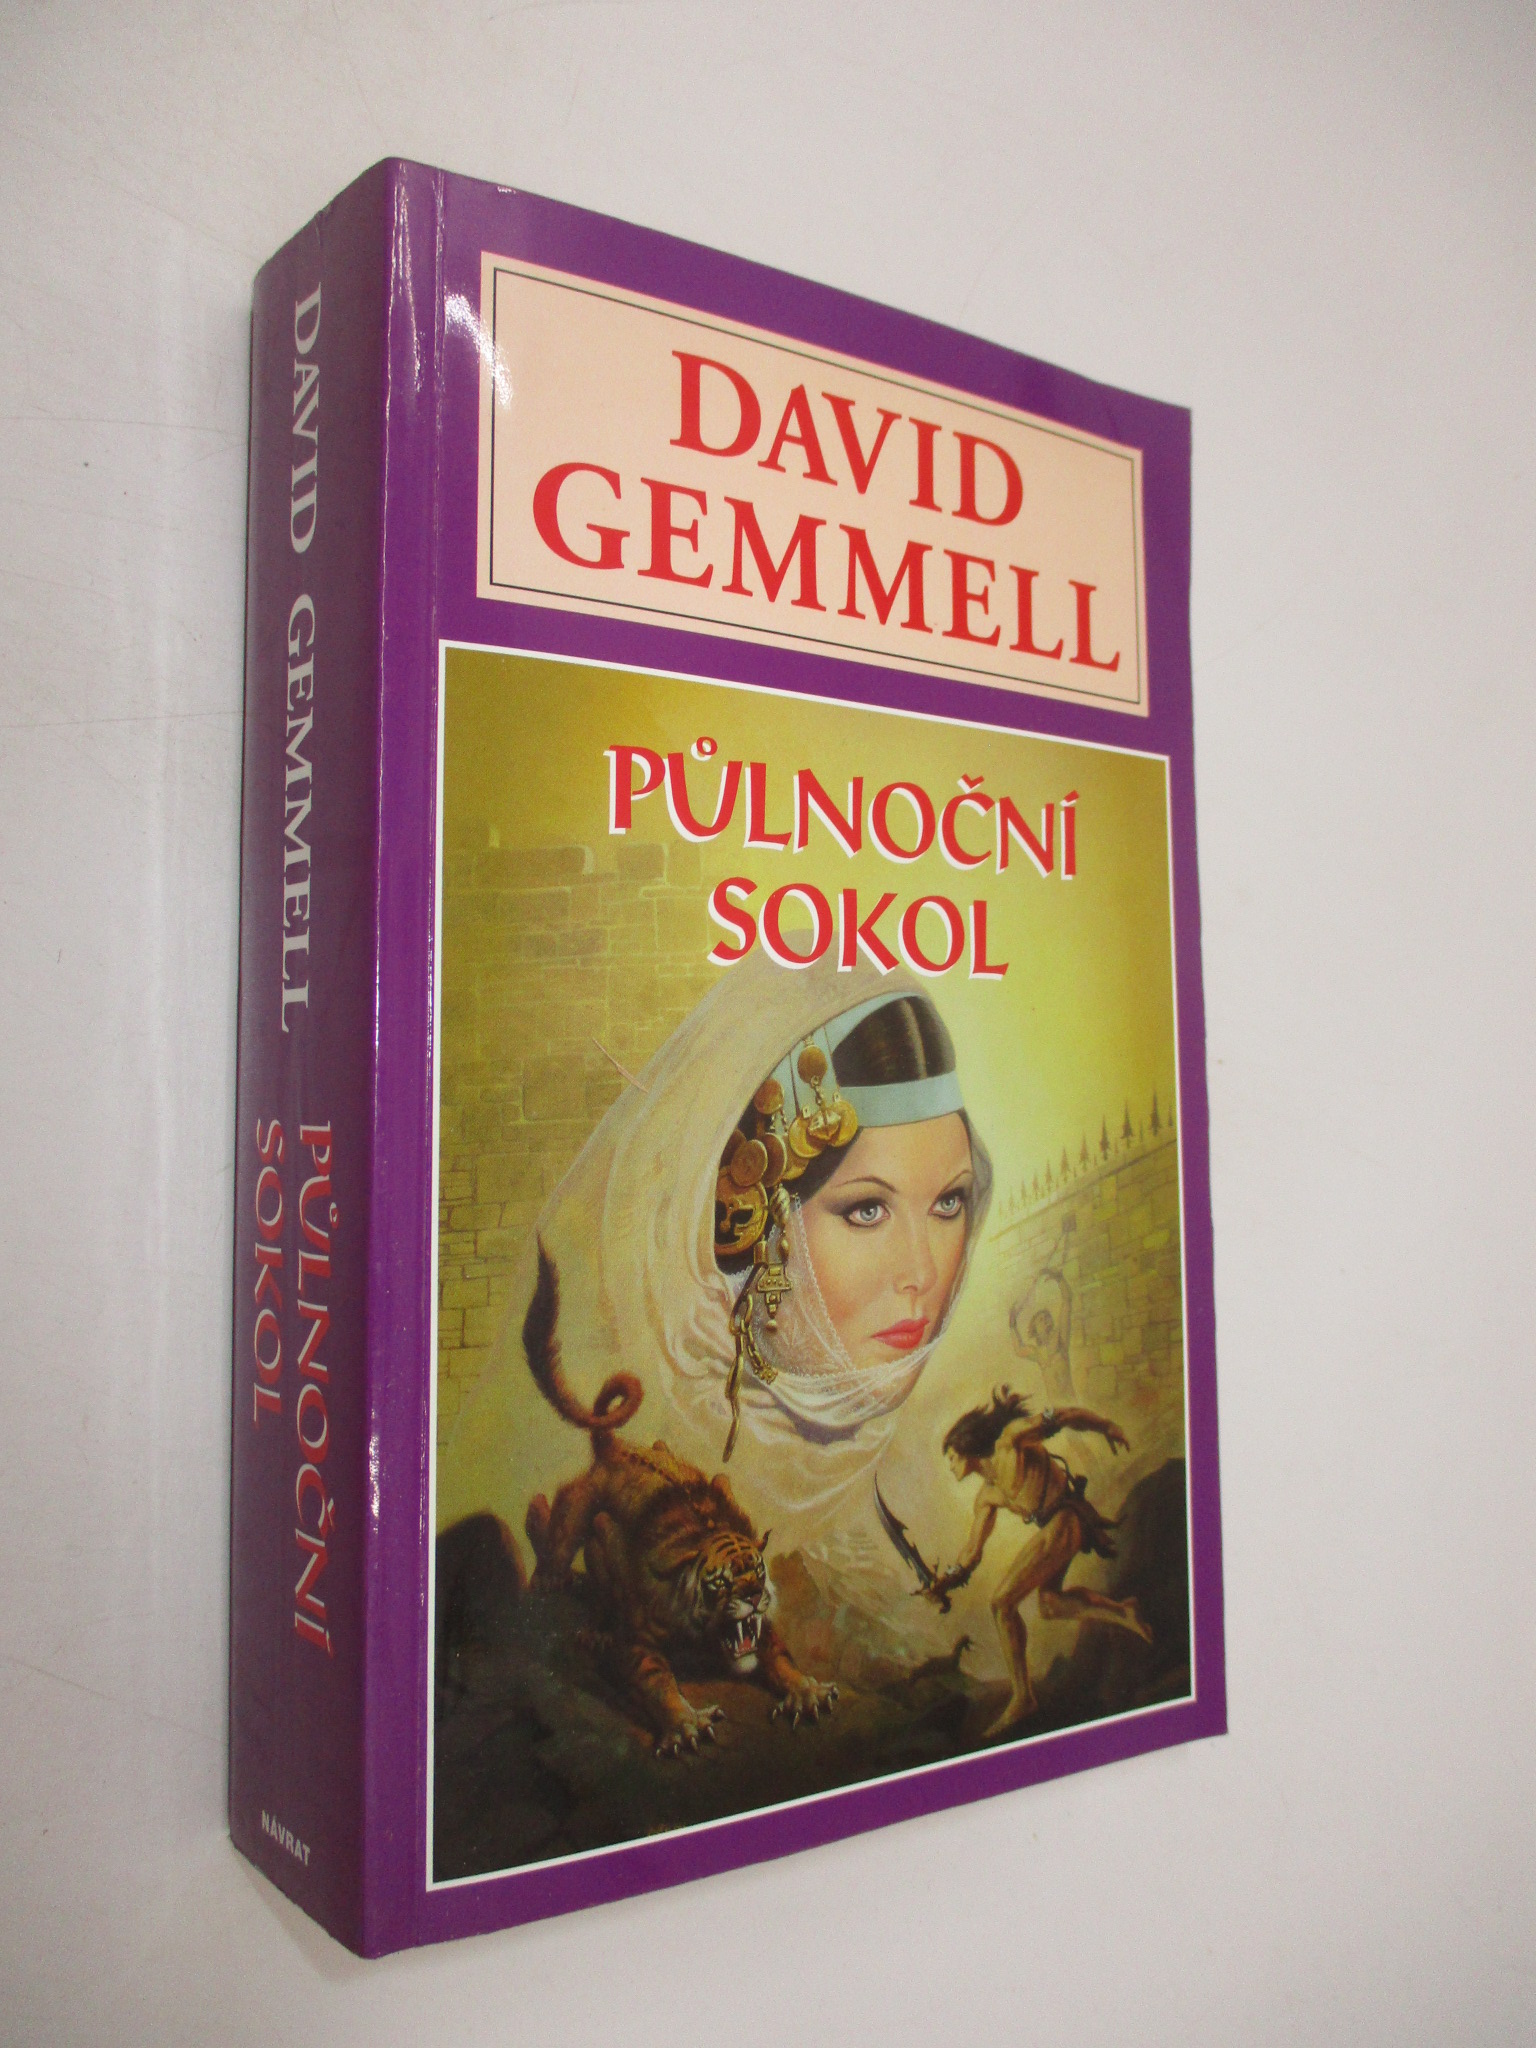 DAVID
GEMMELL
PŮLNOČNÍ
SOKOL
DAVID GEMMELL
PŮLNOČNÍ
SOKOL
NÁVRAT